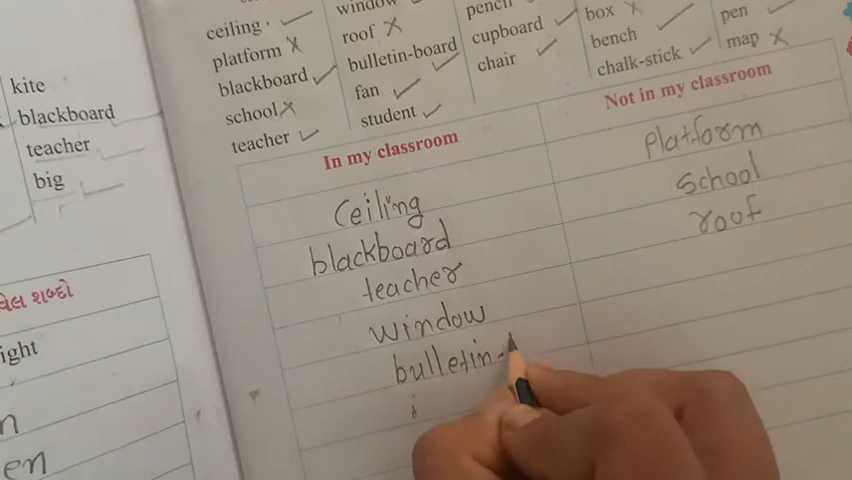 kite
blackboard
teacher
big
ight
en
ceiling
platform
blackboard
school
teacher
window
roof
bulletin-board
fan
student
pencil
cupboard
chair
box
bench
chalk-stick
pen
map
In my classroom
Not in my classroom
Ceiling
Platform
blackboard
School
teacher
roof
window
bulletin-